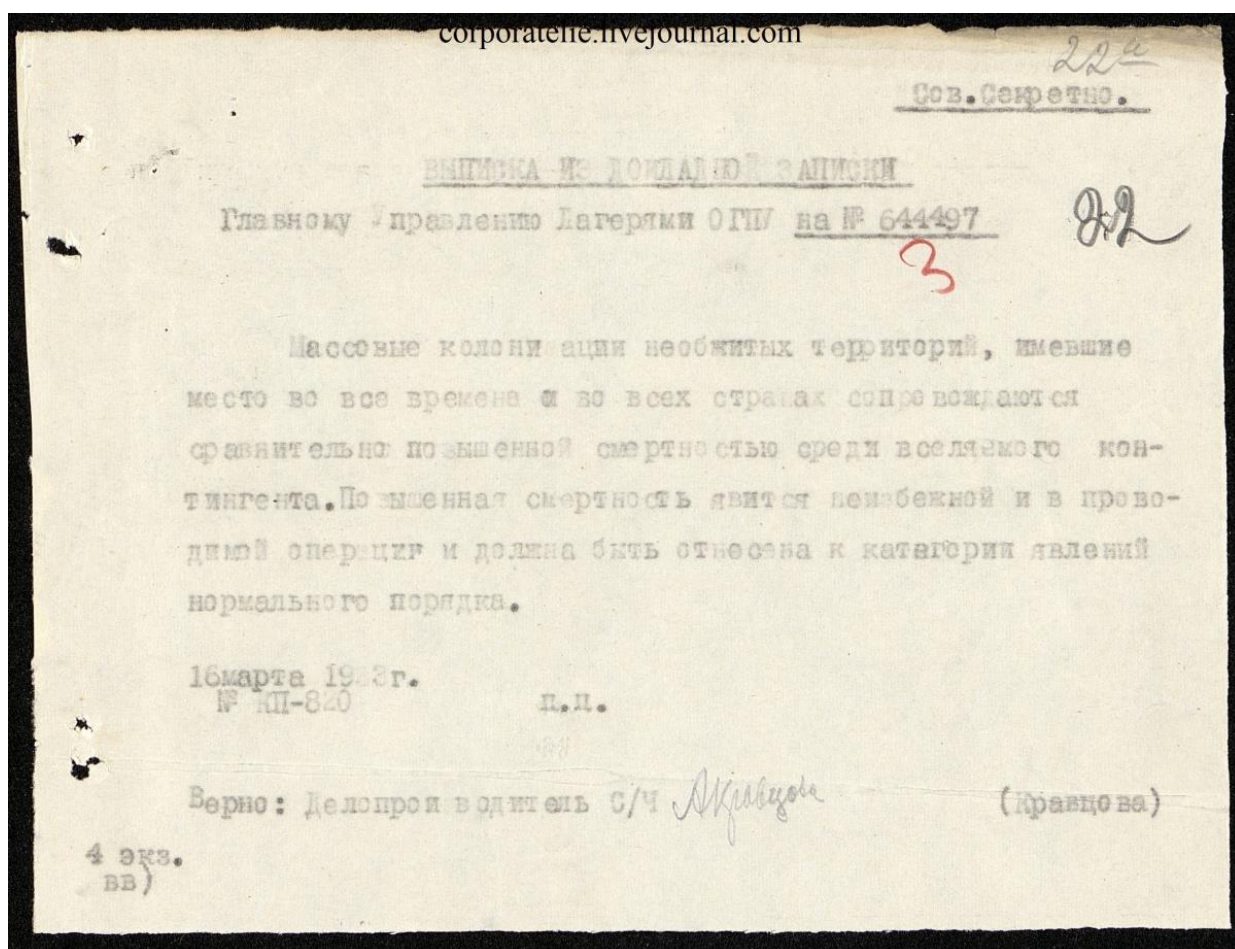 corporatelie.livejournal.com
22а
Сов.Секретно.
ВЫПИСКА ИЗ ДОКЛАДНОЙ ЗАПИСКИ
Главному Управлению Лагерями ОГПУ на № 644497
22
3
Массовые колонизации необжитых территорий, имевшие
место во все времена и во всех странах сопровождаются
сравнительно повышенной смертностью среди вселяемого кон-
тингента.Повышенная смертность явится неизбежной и в прово-
димой операции и должна быть отнесена к категории явлений
нормального порядка.
16марта 1933г.
№ КП-820 п.п.
Верно: Делопроизводитель С/Ч АКравцова (Кравцова)
4 экз.
вв)